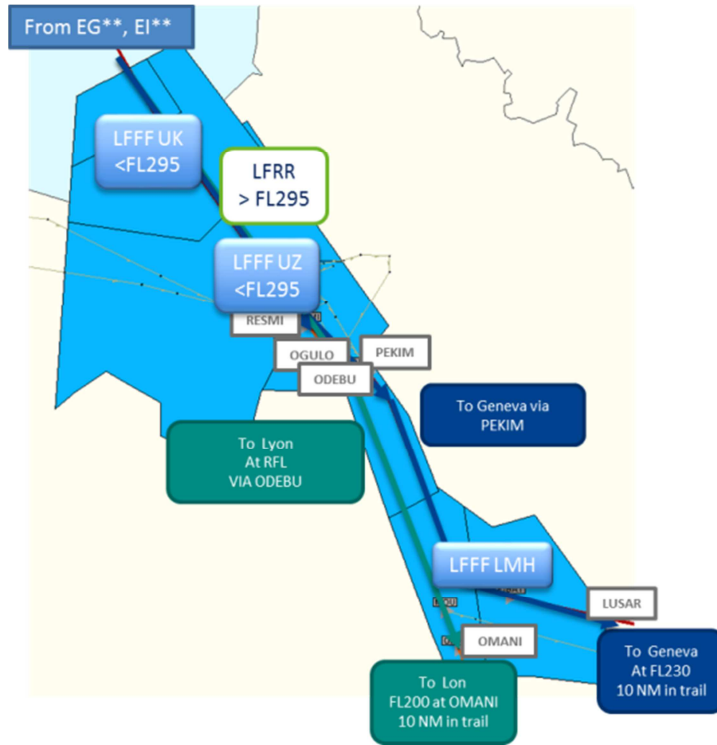 From EG**, EI**
LFFF UK
<FL295
LFRR
> FL295
LFFF UZ
<FL295
RESMI
OGULO
PEKIM
ODEBU
To Geneva via
PEKIM
To Lyon
At RFL
VIA ODEBU
LFFF LMH
LUSAR
OMANI
To Geneva
At FL230
10 NM in trail
To Lon
FL200 at OMANI
10 NM in trail